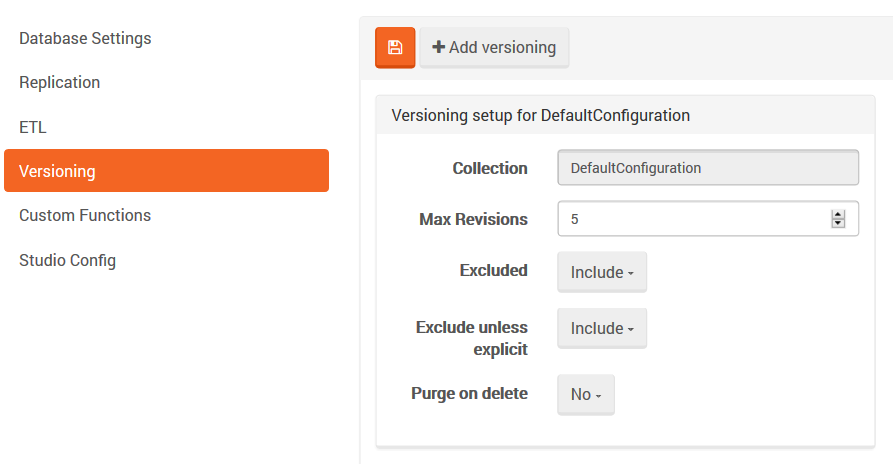 Database Settings
Replication
ETL
Versioning
Custom Functions
Studio Config
Add versioning
Versioning setup for DefaultConfiguration
Collection
DefaultConfiguration
Max Revisions
5
Excluded
Include
Exclude unless
explicit
Include
Purge on delete
No